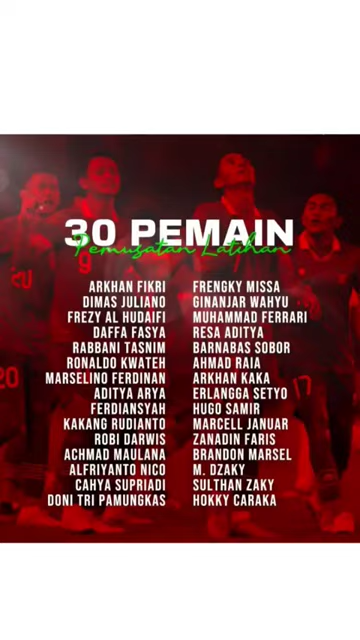 30 PEMAIN
Pemusatan Latihan
ARKHAN FIKRI
DIMAS JULIANO
FREZY AL HUDAIFI
DAFFA FASYA
RABBANI TASNIM
RONALDO KWATEH
MARSELINO FERDINAN
ADITYA ARYA
FERDIANSYAH
KAKANG RUDIANTO
ROBI DARWIS
ACHMAD MAULANA
ALFRIYANTO NICO
CAHYA SUPRIADI
DONI TRI PAMUNGKAS
FRENGKY MISSA
GINANJAR WAHYU
MUHAMMAD FERRARI
RESA ADITYA
BARNABAS SOBOR
AHMAD RAIA
ARKHAN KAKA
ERLANGGA SETYO
HUGO SAMIR
MARCELL JANUAR
ZANADIN FARIS
BRANDON MARSEL
M. DZAKY
SULTHAN ZAKY
HOKKY CARAKA